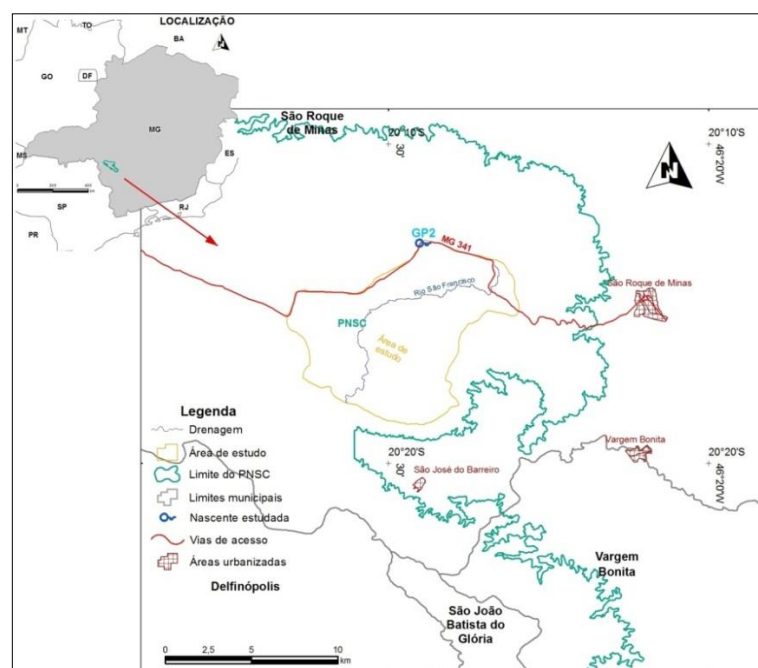 LOCALIZAÇÃO
MT
TO
BA
GO
DF
MG
MS
ES
SP
RJ
PR
São Roque
de Minas
20°10'S
30'
20°10'S
46°20'W
N
GP2
MG 341
Rio São Francisco
São Roque de Minas
PNSC
Área de
estudo
Legenda
Drenagem
Área de estudo
Limite do PNSC
Limites municipais
Nascente estudada
Vias de acesso
Áreas urbanizadas
20°20'S
30'
São José do Barreiro
Vargem Bonita
20°20'S
46°20'W
Delfinópolis
Vargem
Bonita
São João
Batista do
Glória
0 2,5 5 10
km